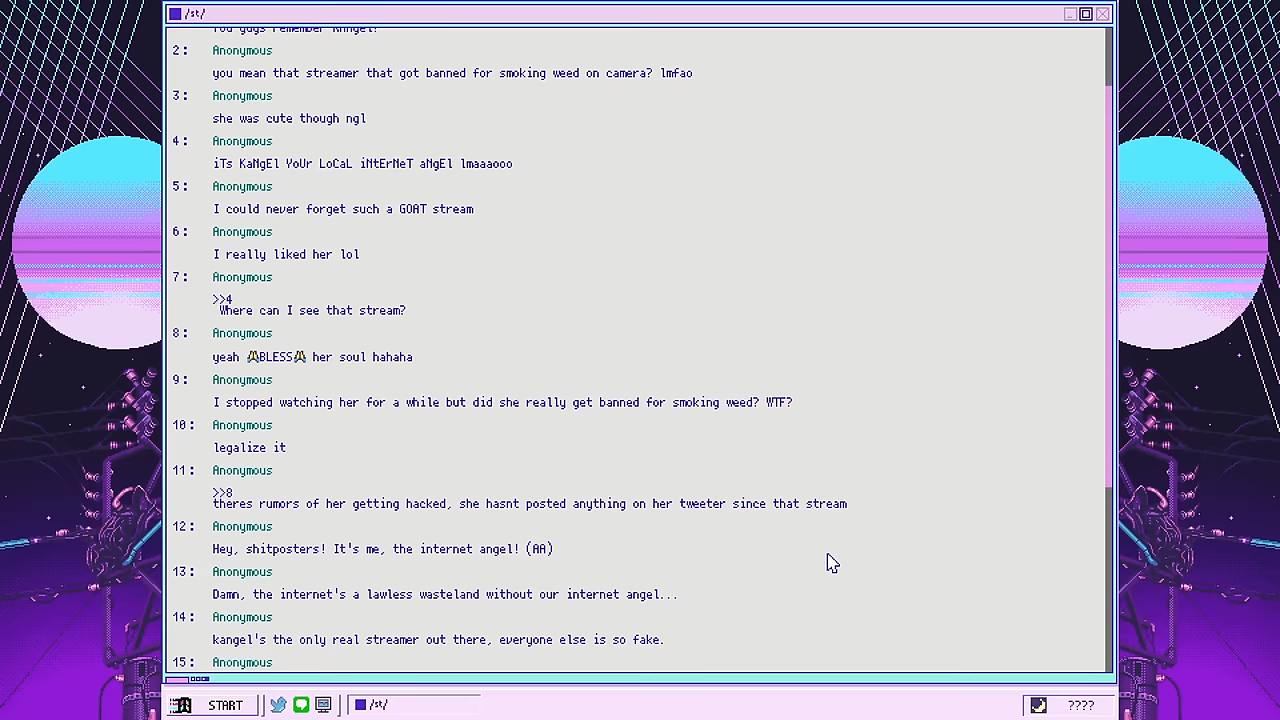 /st/
You guys remember KAngel?
2: Anonymous
you mean that streamer that got banned for smoking weed on camera? lmfao
3: Anonymous
she was cute though ngl
4: Anonymous
iTs KaNgEl YoUr LoCaL iNtErNeT aNgEl lmaaaooo
5: Anonymous
I could never forget such a GOAT stream
6: Anonymous
I really liked her lol
7: Anonymous
>>4
Where can I see that stream?
8: Anonymous
yeah 🙏BLESS🙏 her soul hahaha
9: Anonymous
I stopped watching her for a while but did she really get banned for smoking weed? WTF?
10: Anonymous
legalize it
11: Anonymous
>>8
theres rumors of her getting hacked, she hasnt posted anything on her tweeter since that stream
12: Anonymous
Hey, shitposters! It's me, the internet angel! (AA)
13: Anonymous
Damn, the internet's a lawless wasteland without our internet angel...
14: Anonymous
kangel's the only real streamer out there, everyone else is so fake.
15: Anonymous
START
/st/
????